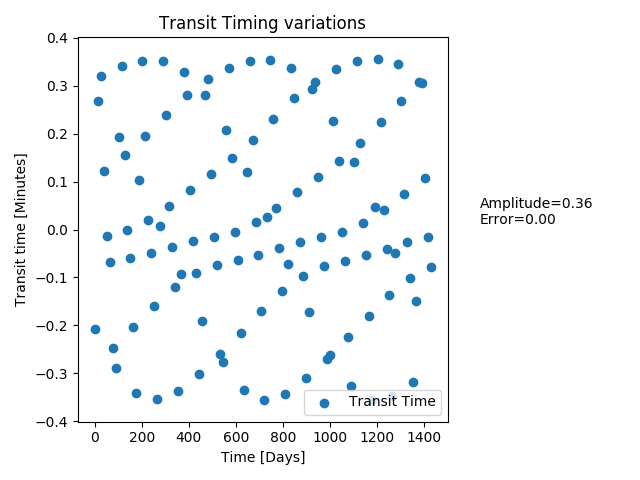 Transit Timing variations
0.4
0.3
0.2
0.1
0.0
−0.1
−0.2
−0.3
−0.4
Transit time [Minutes]
0 200 400 600 800 1000 1200 1400
Time [Days]
Transit Time
Amplitude=0.36
Error=0.00